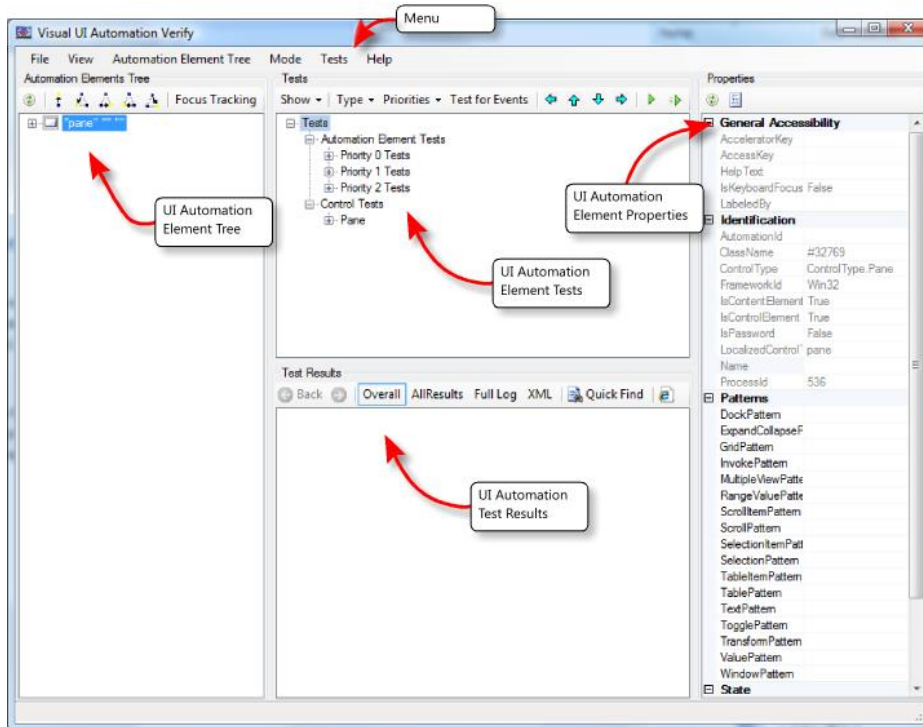 Menu
Visual UI Automation Verify
File View Automation Element Tree Mode Tests Help
Automation Elements Tree
Focus Tracking
"pane" "" ""
UI Automation
Element Tree
Tests
Show Type Priorities Test for Events
Tests
Automation Element Tests
Priority 0 Tests
Priority 1 Tests
Priority 2 Tests
Control Tests
Pane
UI Automation
Element Tests
Test Results
Back Overall AllResults Full Log XML Quick Find
UI Automation
Test Results
Properties
General Accessibility
AcceleratorKey
AccessKey
HelpText
IsKeyboardFocus False
LabeledBy
UI Automation
Element Properties
Identification
AutomationId
ClassName #32769
ControlType ControlType.Pane
FrameworkId Win32
IsContentElement True
IsControlElement True
IsPassword False
LocalizedControl pane
Name
ProcessId 536
Patterns
DockPattern
ExpandCollapseP
GridPattern
InvokePattern
MultipleViewPatte
RangeValuePatte
ScrollItemPattern
ScrollPattern
SelectionItemPatt
SelectionPattern
TableItemPattern
TablePattern
TextPattern
TogglePattern
TransformPattern
ValuePattern
WindowPattern
State